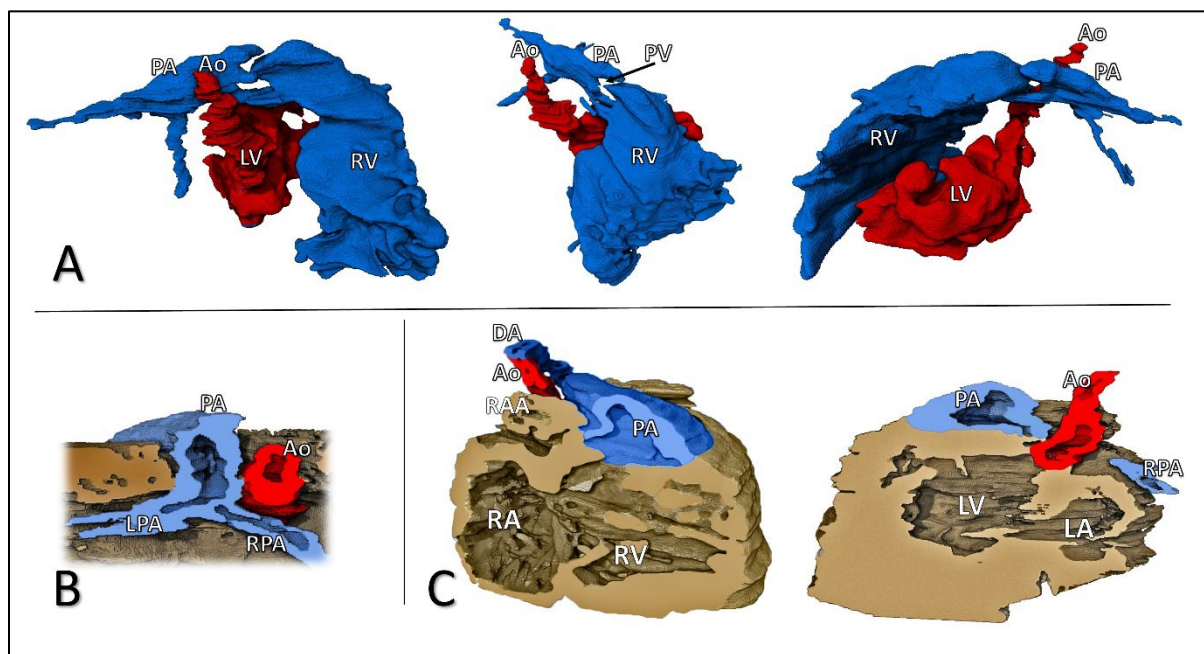 PA Ao LV RV
Ao PA PV RV
Ao PA RV LV
A
PA Ao LPA RPA
B
DA Ao RAA PA RA RV
C
Ao PA RPA LV LA